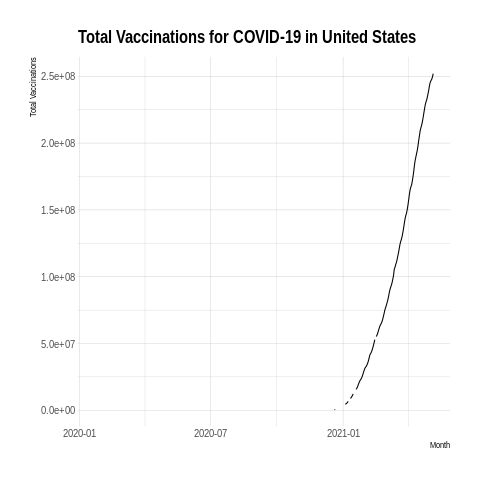 Total Vaccinations for COVID-19 in United States
Total Vaccinations
2.5e+08
2.0e+08
1.5e+08
1.0e+08
5.0e+07
0.0e+00
2020-01 2020-07 2021-01
Month